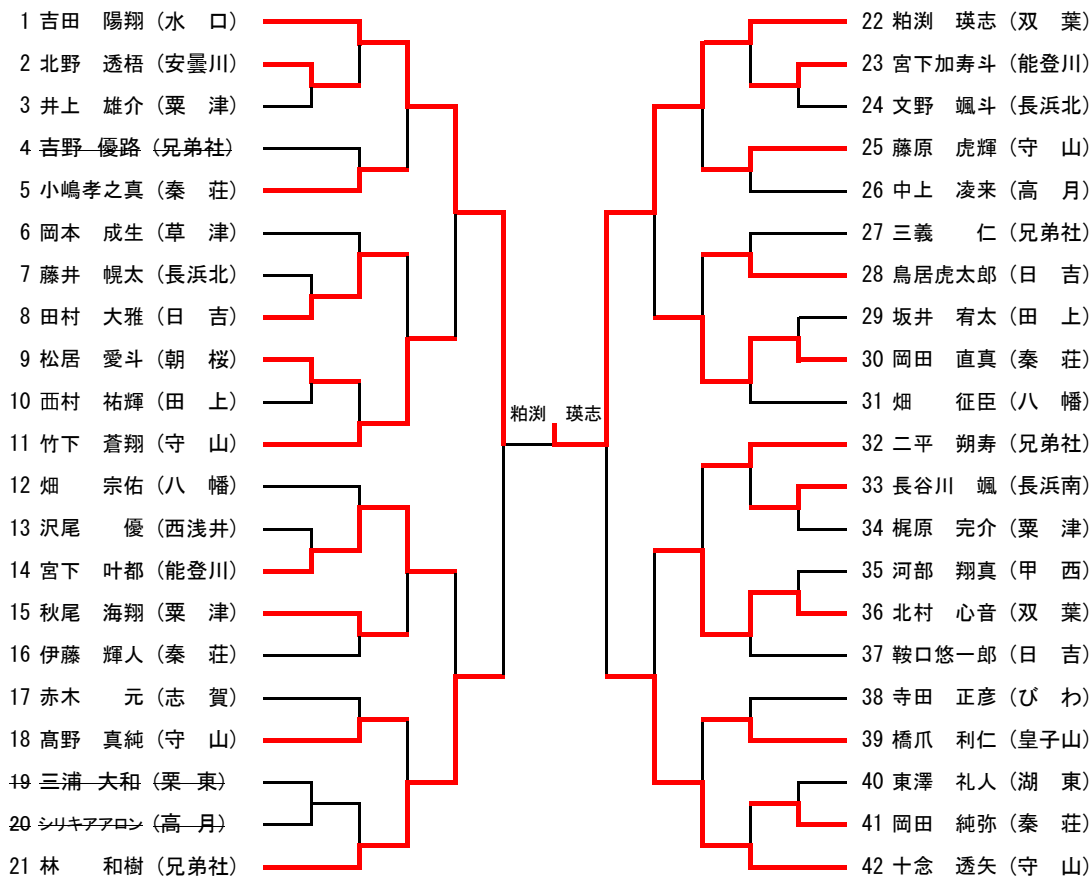 1 吉田 陽翔 (水 口)
2 北野 透梧 (安曇川)
3 井上 雄介 (粟 津)
4 吉野 優路 (兄弟社)
5 小嶋孝之真 (秦 荘)
6 岡本 成生 (草 津)
7 藤井 幌太 (長浜北)
8 田村 大雅 (日 吉)
9 松居 愛斗 (朝 桜)
10 西村 祐輝 (田 上)
11 竹下 蒼翔 (守 山)
12 畑 宗佑 (八 幡)
13 沢尾 優 (西浅井)
14 宮下 叶都 (能登川)
15 秋尾 海翔 (粟 津)
16 伊藤 輝人 (秦 荘)
17 赤木 元 (志 賀)
18 髙野 真純 (守 山)
19 三浦 大和 (栗 東)
20 シリキアアロン (高 月)
21 林 和樹 (兄弟社)
粕渕 瑛志
22 粕渕 瑛志 (双 葉)
23 宮下加寿斗 (能登川)
24 文野 颯斗 (長浜北)
25 藤原 虎輝 (守 山)
26 中上 凌来 (高 月)
27 三義 仁 (兄弟社)
28 鳥居虎太郎 (日 吉)
29 坂井 宥太 (田 上)
30 岡田 直真 (秦 荘)
31 畑 征臣 (八 幡)
32 二平 朔寿 (兄弟社)
33 長谷川 颯 (長浜南)
34 梶原 完介 (粟 津)
35 河部 翔真 (甲 西)
36 北村 心音 (双 葉)
37 鞍口悠一郎 (日 吉)
38 寺田 正彦 (び わ)
39 橋爪 利仁 (皇子山)
40 東澤 礼人 (湖 東)
41 岡田 純弥 (秦 荘)
42 十念 透矢 (守 山)